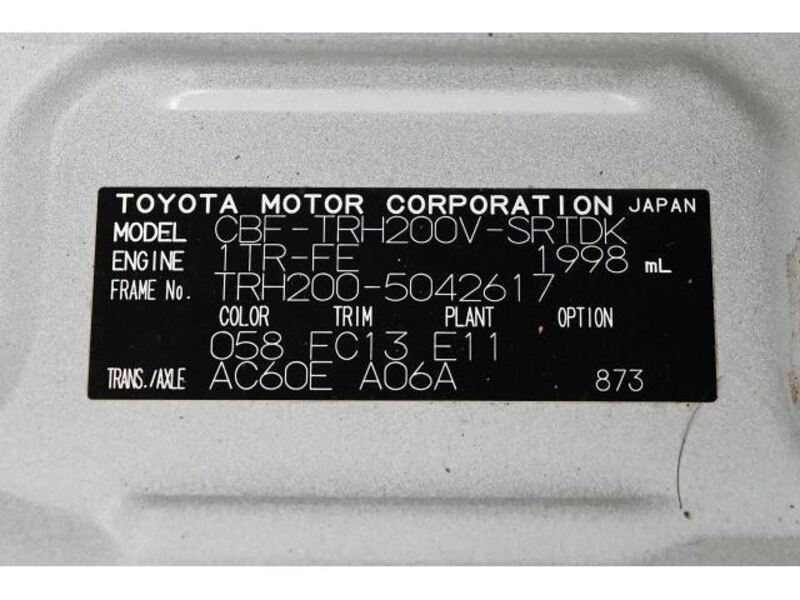 TOYOTA MOTOR CORPORATION JAPAN
MODEL CBF-TRH200V-SRTDK
ENGINE 1TR-FE 1998 mL
FRAME No. TRH200-5042617
COLOR TRIM PLANT OPTION
058 FC13 E11
TRANS./AXLE AC60E A06A 873